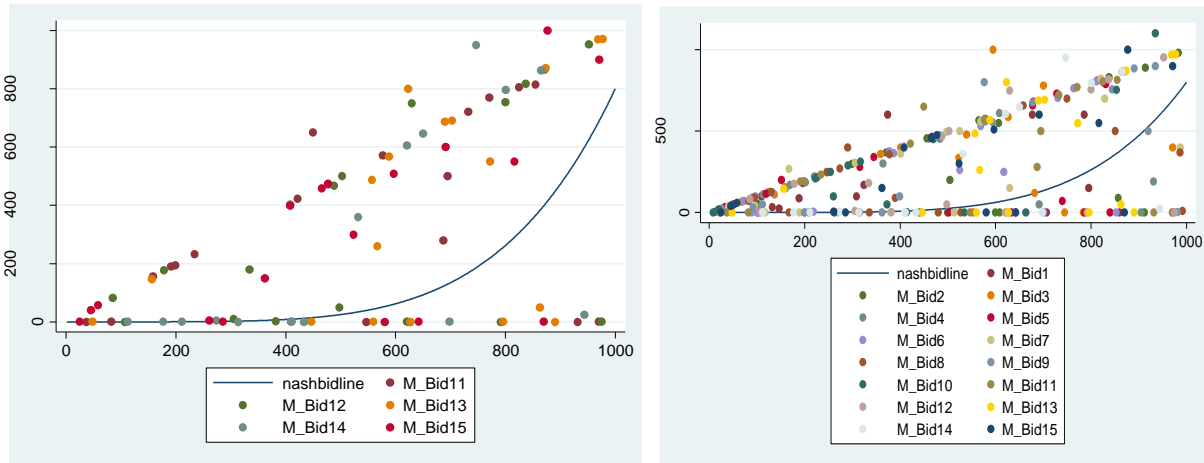 800
600
400
200
0
0 200 400 600 800 1000
nashbidline M_Bid11
M_Bid12 M_Bid13
M_Bid14 M_Bid15
500
0
0 200 400 600 800 1000
nashbidline M_Bid1
M_Bid2 M_Bid3
M_Bid4 M_Bid5
M_Bid6 M_Bid7
M_Bid8 M_Bid9
M_Bid10 M_Bid11
M_Bid12 M_Bid13
M_Bid14 M_Bid15